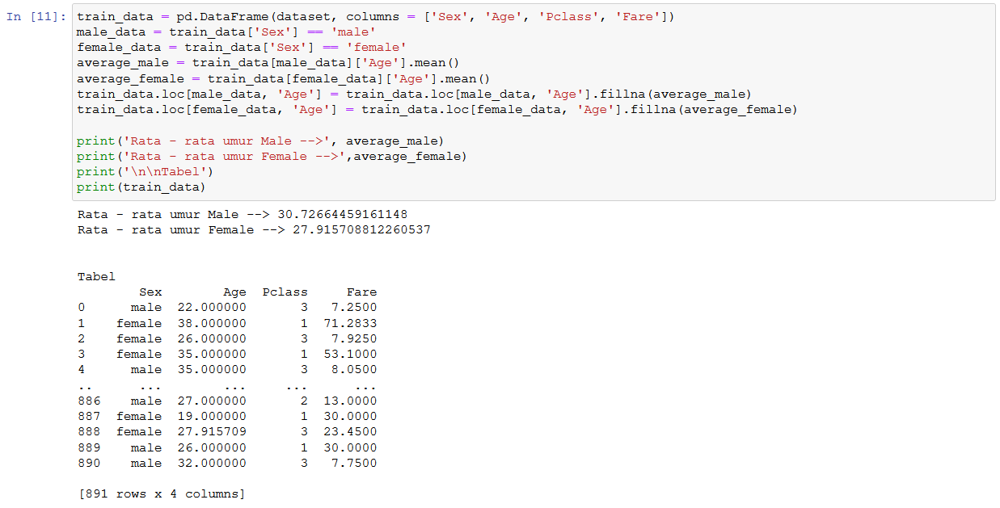 In [11]: train_data = pd.DataFrame(dataset, columns = ['Sex', 'Age', 'Pclass', 'Fare'])
male_data = train_data['Sex'] == 'male'
female_data = train_data['Sex'] == 'female'
average_male = train_data[male_data]['Age'].mean()
average_female = train_data[female_data]['Age'].mean()
train_data.loc[male_data, 'Age'] = train_data.loc[male_data, 'Age'].fillna(average_male)
train_data.loc[female_data, 'Age'] = train_data.loc[female_data, 'Age'].fillna(average_female)
print('Rata - rata umur Male -->', average_male)
print('Rata - rata umur Female -->',average_female)
print('\n\nTabel')
print(train_data)
Rata - rata umur Male --> 30.72664459161148
Rata - rata umur Female --> 27.915708812260537
Tabel
Sex Age Pclass Fare
0 male 22.000000 3 7.2500
1 female 38.000000 1 71.2833
2 female 26.000000 3 7.9250
3 female 35.000000 1 53.1000
4 male 35.000000 3 8.0500
.. ... ... ... ...
886 male 27.000000 2 13.0000
887 female 19.000000 1 30.0000
888 female 27.915709 3 23.4500
889 male 26.000000 1 30.0000
890 male 32.000000 3 7.7500
[891 rows x 4 columns]